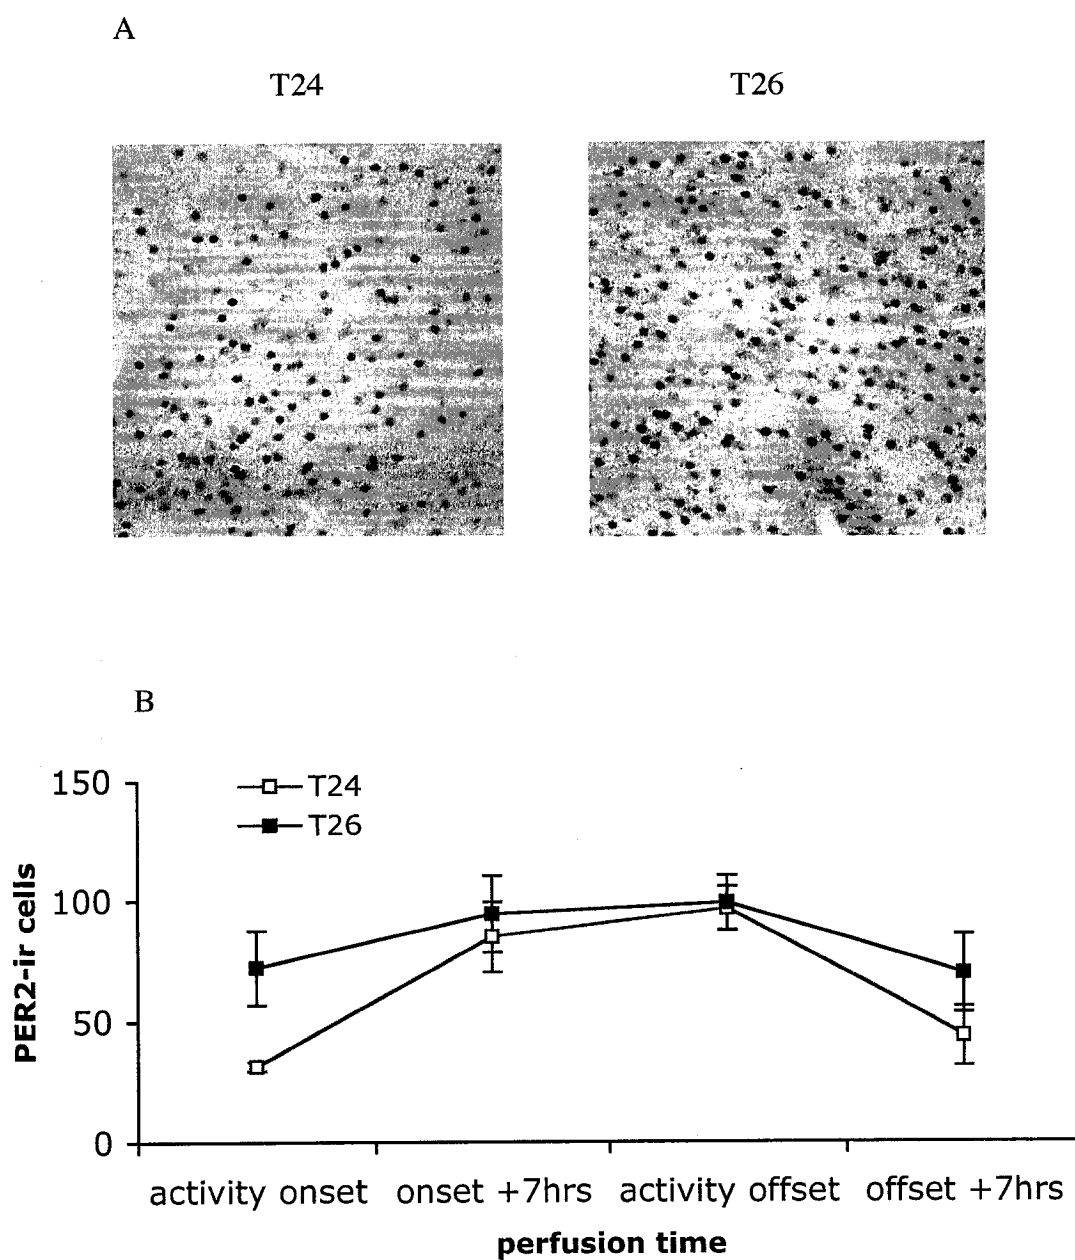 A
T24 T26
B
150
100
50
0
T24
T26
PER2-ir cells
activity onset onset +7hrs activity offset offset +7hrs
perfusion time